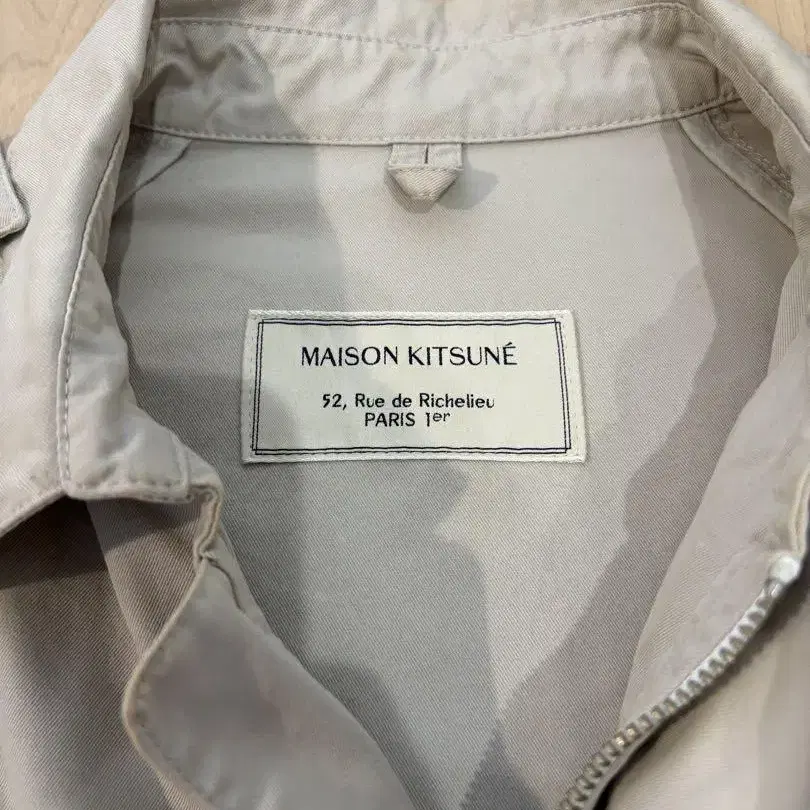 MAISON KITSUNÉ
52, Rue de Richelieu
PARIS 1er